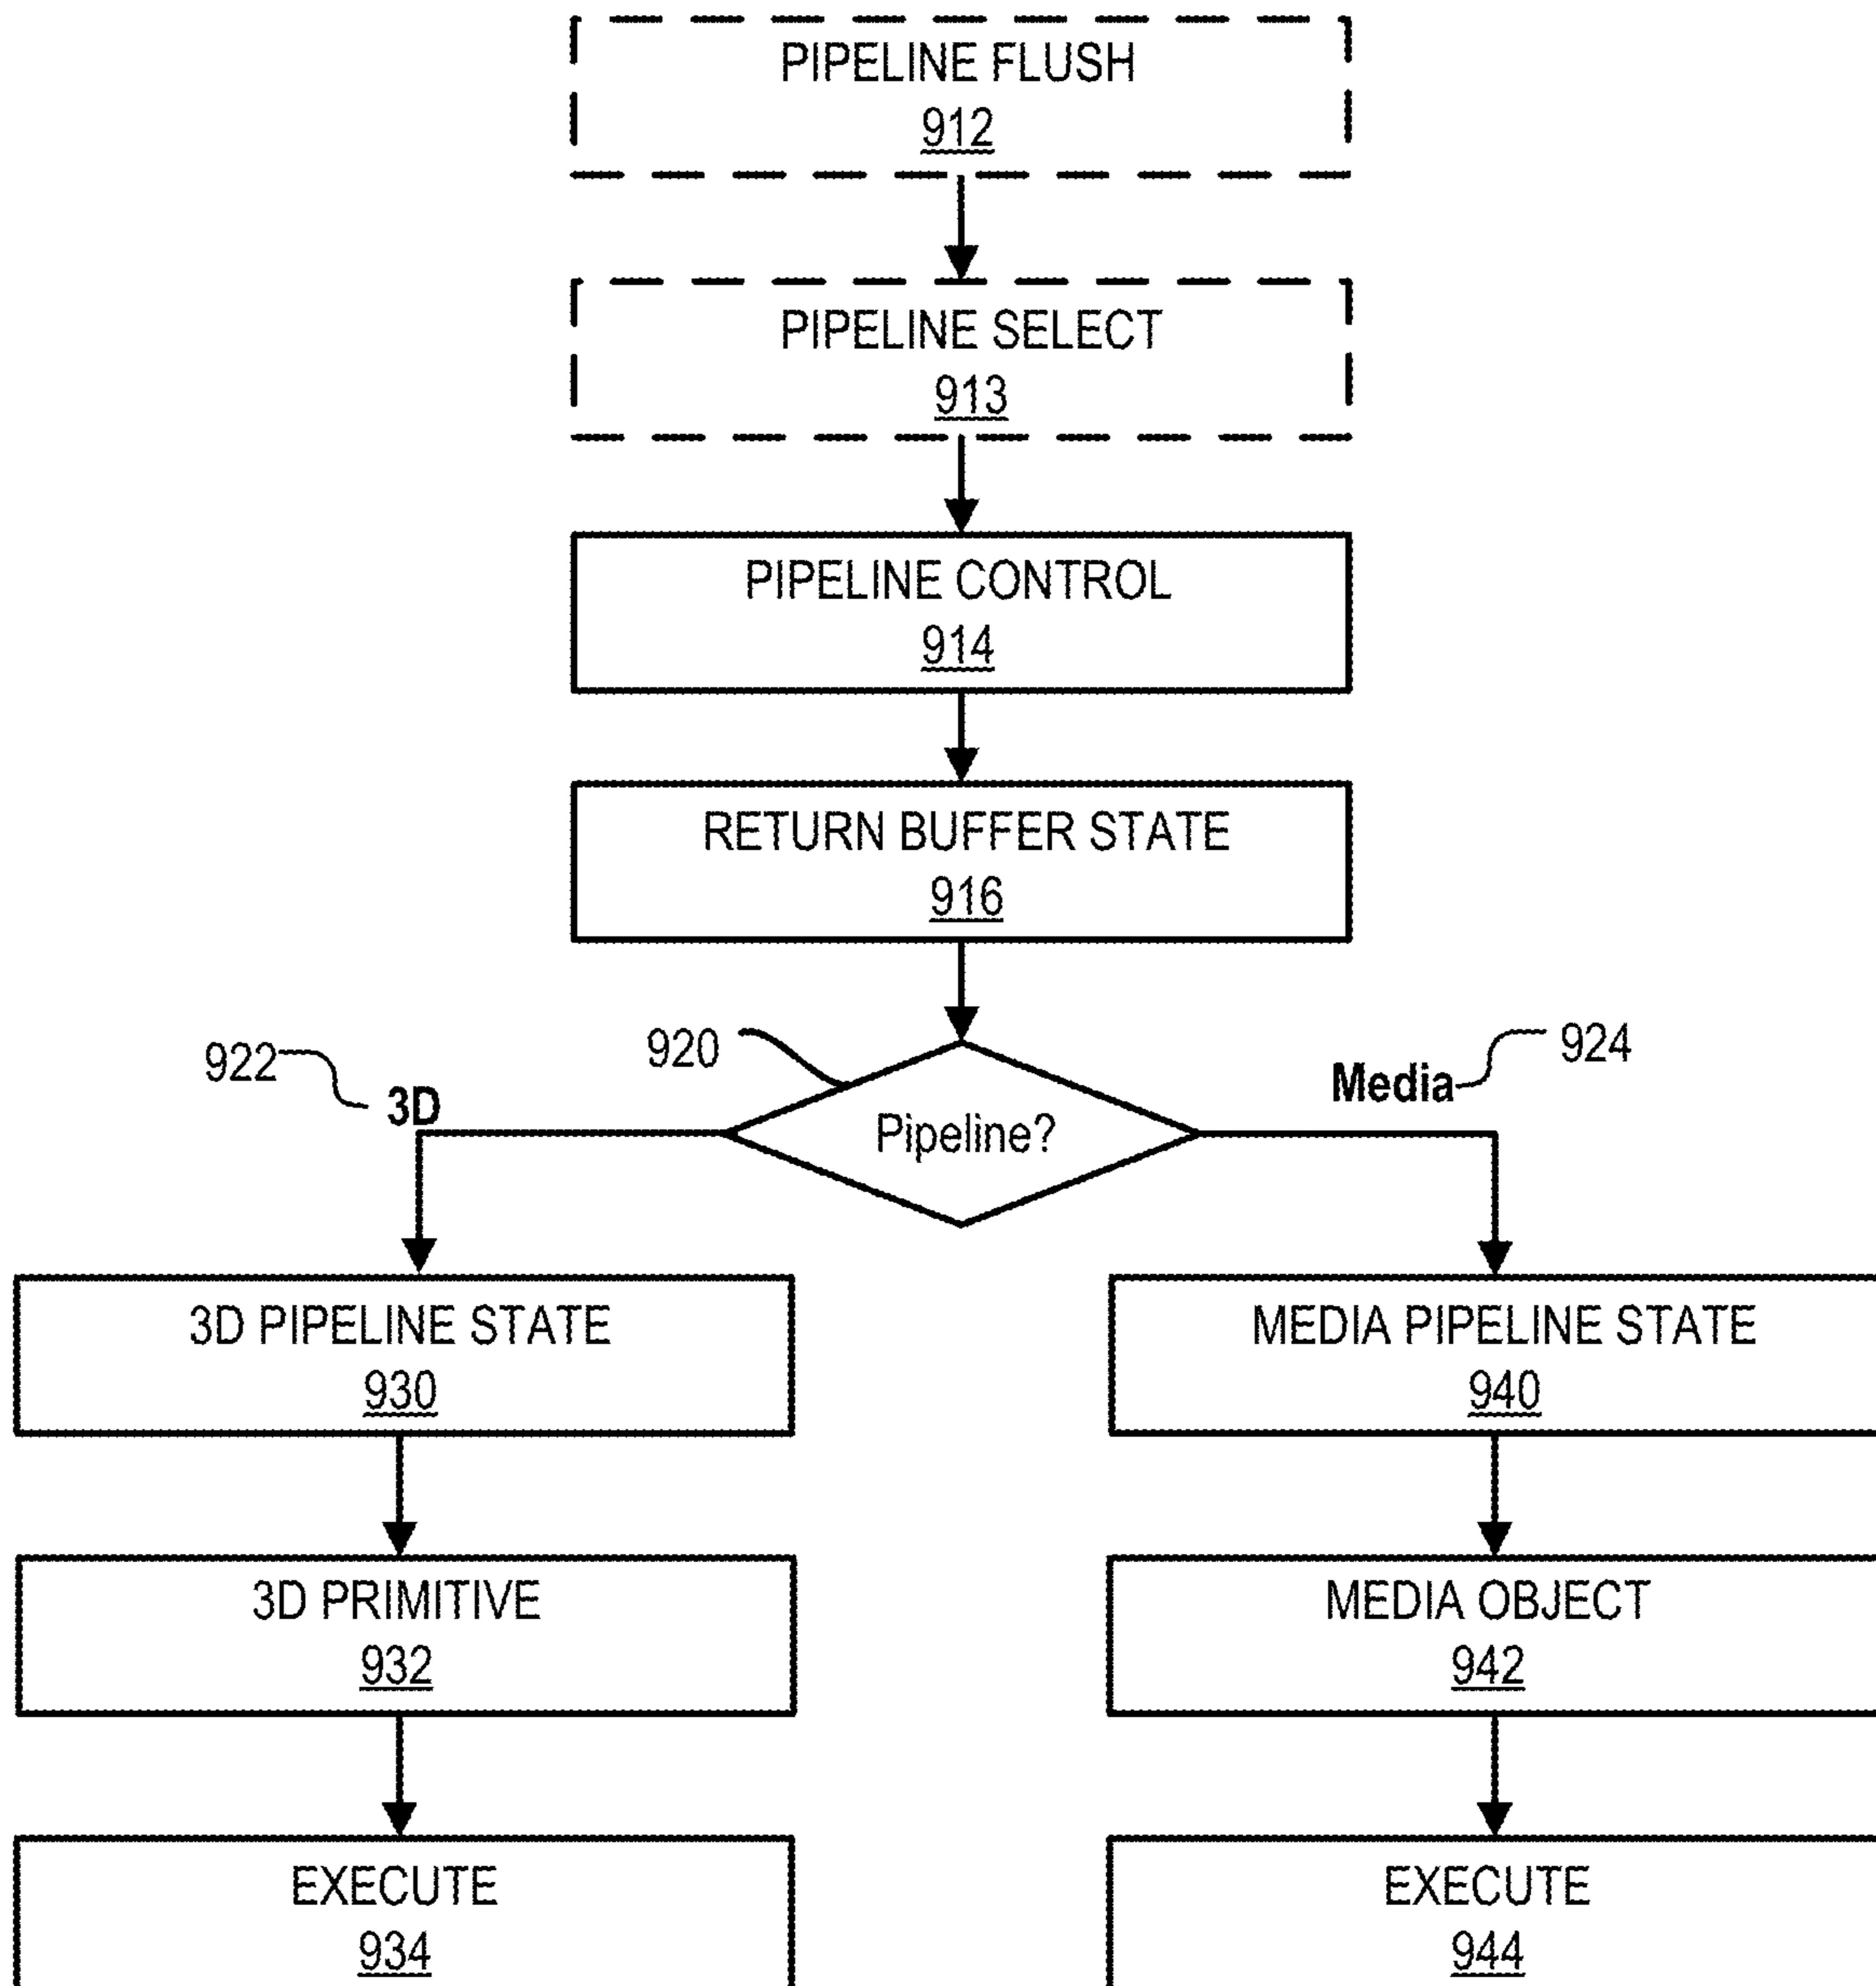 PIPELINE FLUSH
912
PIPELINE SELECT
913
PIPELINE CONTROL
914
RETURN BUFFER STATE
916
922
3D
920
Pipeline?
Media
924
3D PIPELINE STATE
930
MEDIA PIPELINE STATE
940
3D PRIMITIVE
932
MEDIA OBJECT
942
EXECUTE
934
EXECUTE
944